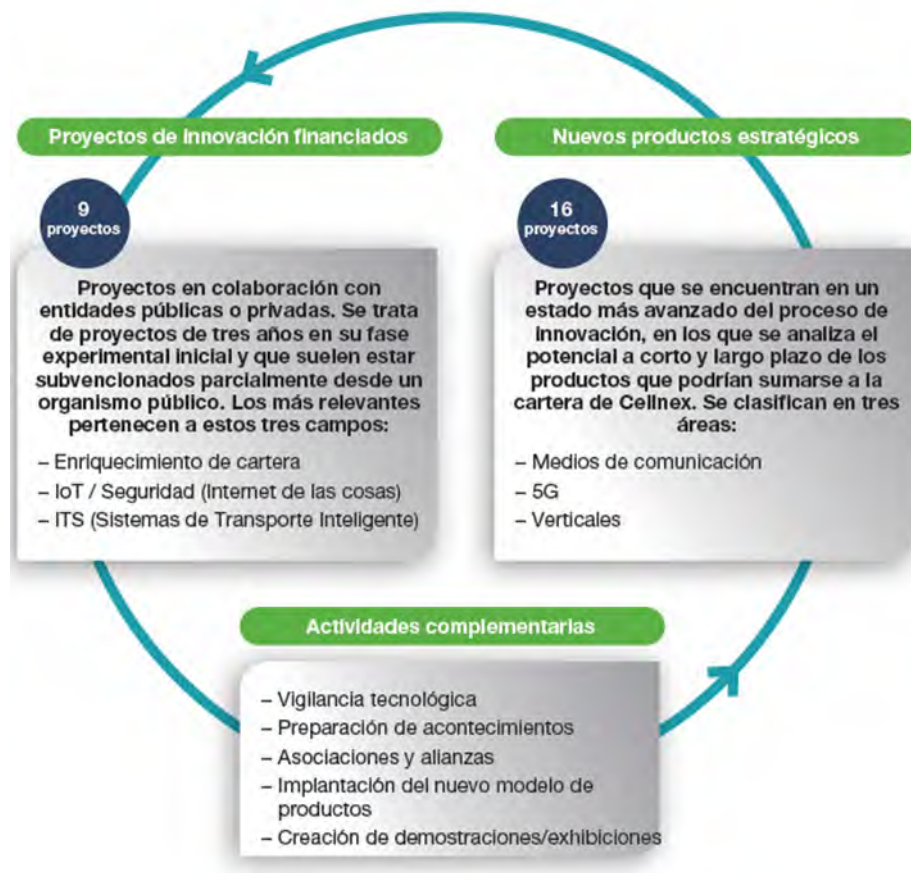 Proyectos de innovación financiados
9
proyectos
Proyectos en colaboración con
entidades públicas o privadas. Se trata
de proyectos de tres años en su fase
experimental inicial y que suelen estar
subvencionados parcialmente desde un
organismo público. Los más relevantes
pertenecen a estos tres campos:
– Enriquecimiento de cartera
– IoT / Seguridad (Internet de las cosas)
– ITS (Sistemas de Transporte Inteligente)
Nuevos productos estratégicos
16
proyectos
Proyectos que se encuentran en un
estado más avanzado del proceso de
innovación, en los que se analiza el
potencial a corto y largo plazo de los
productos que podrían sumarse a la
cartera de Cellnex. Se clasifican en tres
áreas:
– Medios de comunicación
– 5G
– Verticales
Actividades complementarias
– Vigilancia tecnológica
– Preparación de acontecimientos
– Asociaciones y alianzas
– Implantación del nuevo modelo de
productos
– Creación de demostraciones/exhibiciones